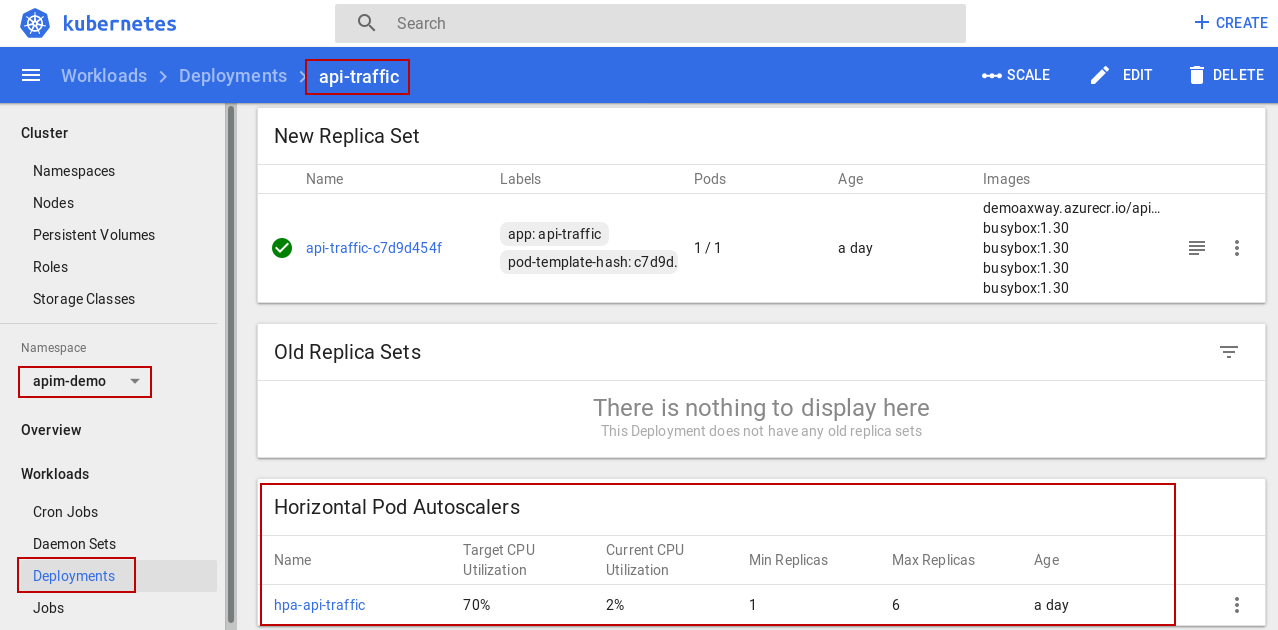 kubernetes
Search
CREATE
Workloads > Deployments > api-traffic
SCALE
EDIT
DELETE
Cluster
Namespaces
Nodes
Persistent Volumes
Roles
Storage Classes
Namespace
apim-demo
Overview
Workloads
Cron Jobs
Daemon Sets
Deployments
Jobs
New Replica Set
Name Labels Pods Age Images
api-traffic-c7d9d454f
app: api-traffic
pod-template-hash: c7d9d.
1 / 1
a day
demoaxway.azurecr.io/api…
busybox:1.30
busybox:1.30
busybox:1.30
busybox:1.30
Old Replica Sets
There is nothing to display here
This Deployment does not have any old replica sets
Horizontal Pod Autoscalers
Name
Target CPU
Utilization
Current CPU
Utilization
Min Replicas
Max Replicas
Age
hpa-api-traffic 70% 2% 1 6 a day